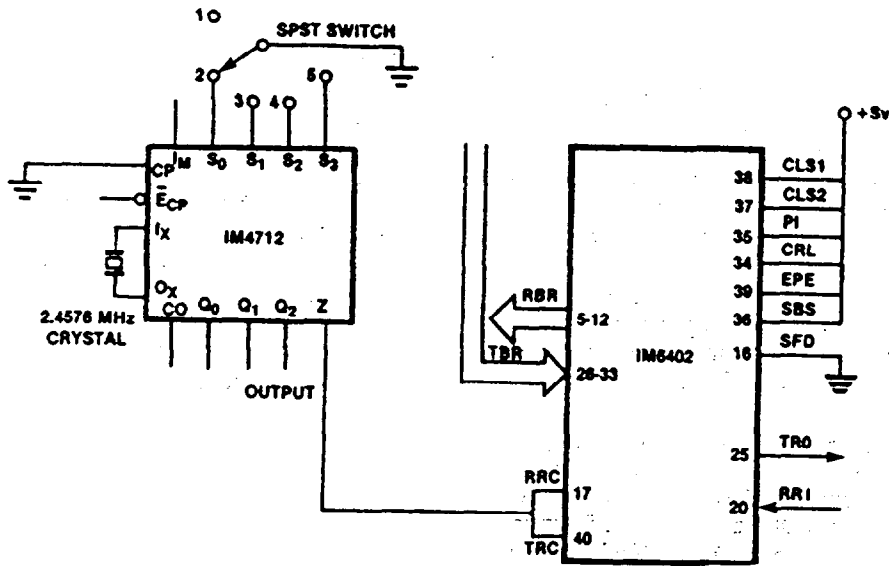 1
SPST SWITCH
2
3
4
5
+5V
CP
IM
S0
S1
S2
S3
ECP
IX
IM4712
OX
CO
Q0
Q1
Q2
Z
2.4576 MHz
CRYSTAL
OUTPUT
38
CLS1
37
CLS2
35
PI
34
CRL
39
EPE
36
SBS
16
SFD
RBR
5-12
TBR
26-33
IM6402
25
TRO
20
RRI
RRC
17
TRC
40